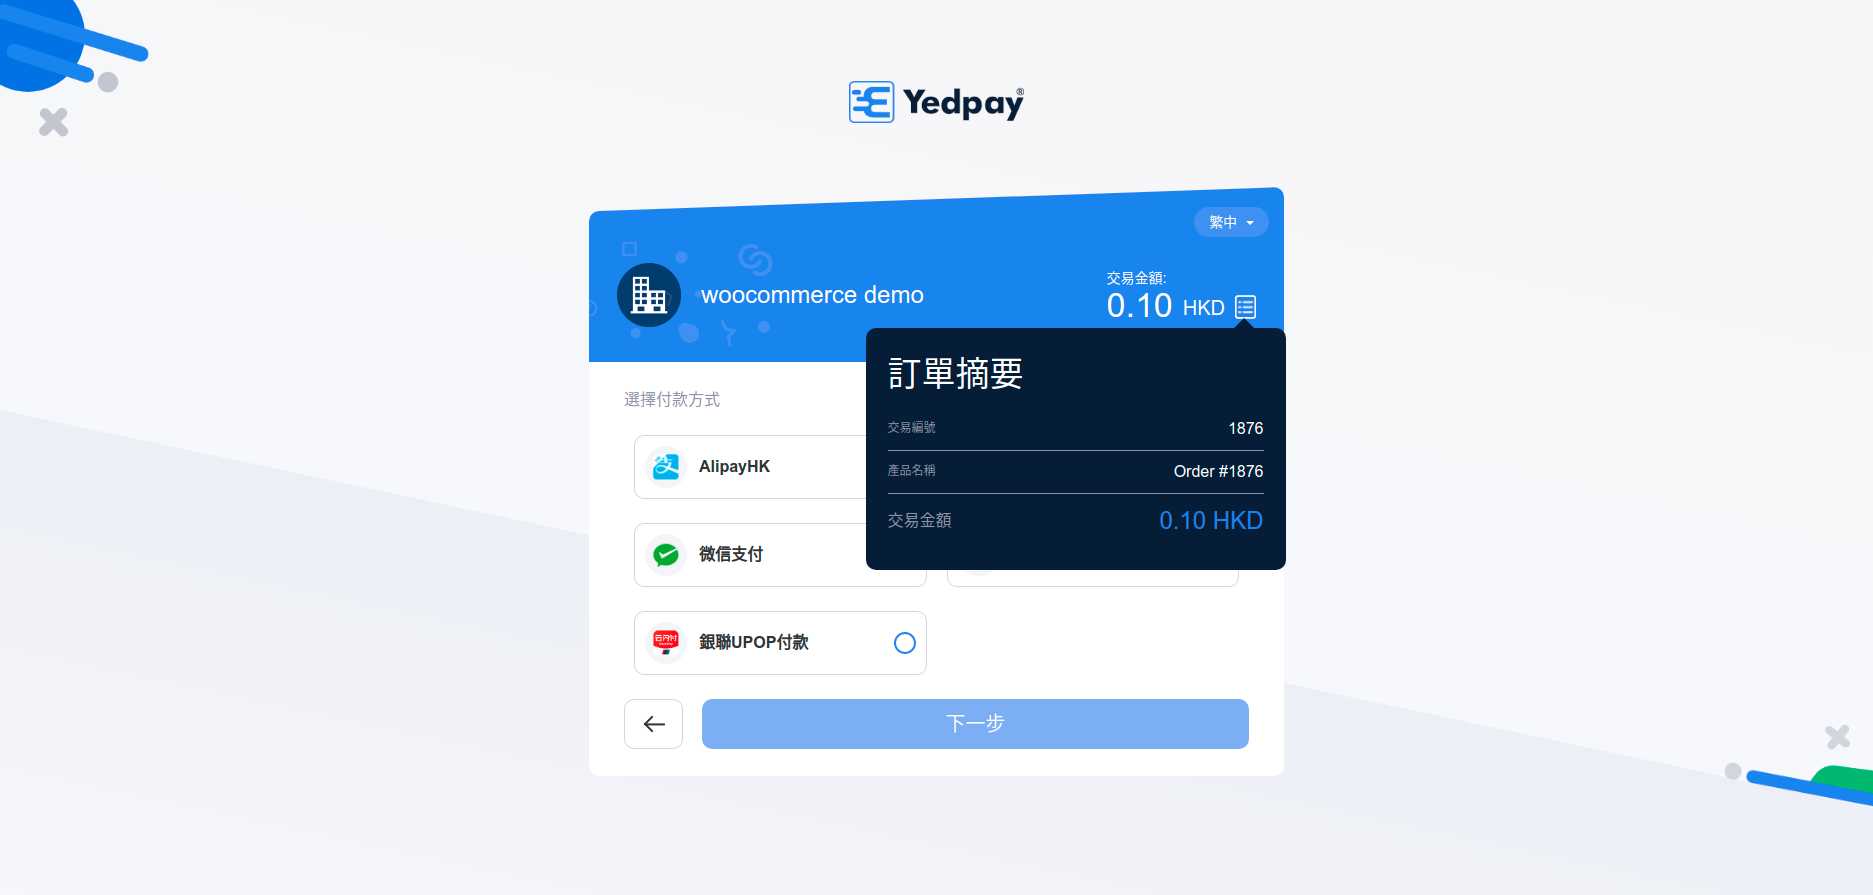 Yedpay®
繁中
woocommerce demo
交易金額:
0.10 HKD
訂單摘要
交易編號 1876
產品名稱 Order #1876
交易金額 0.10 HKD
選擇付款方式
AlipayHK
微信支付
銀聯UPOP付款
下一步